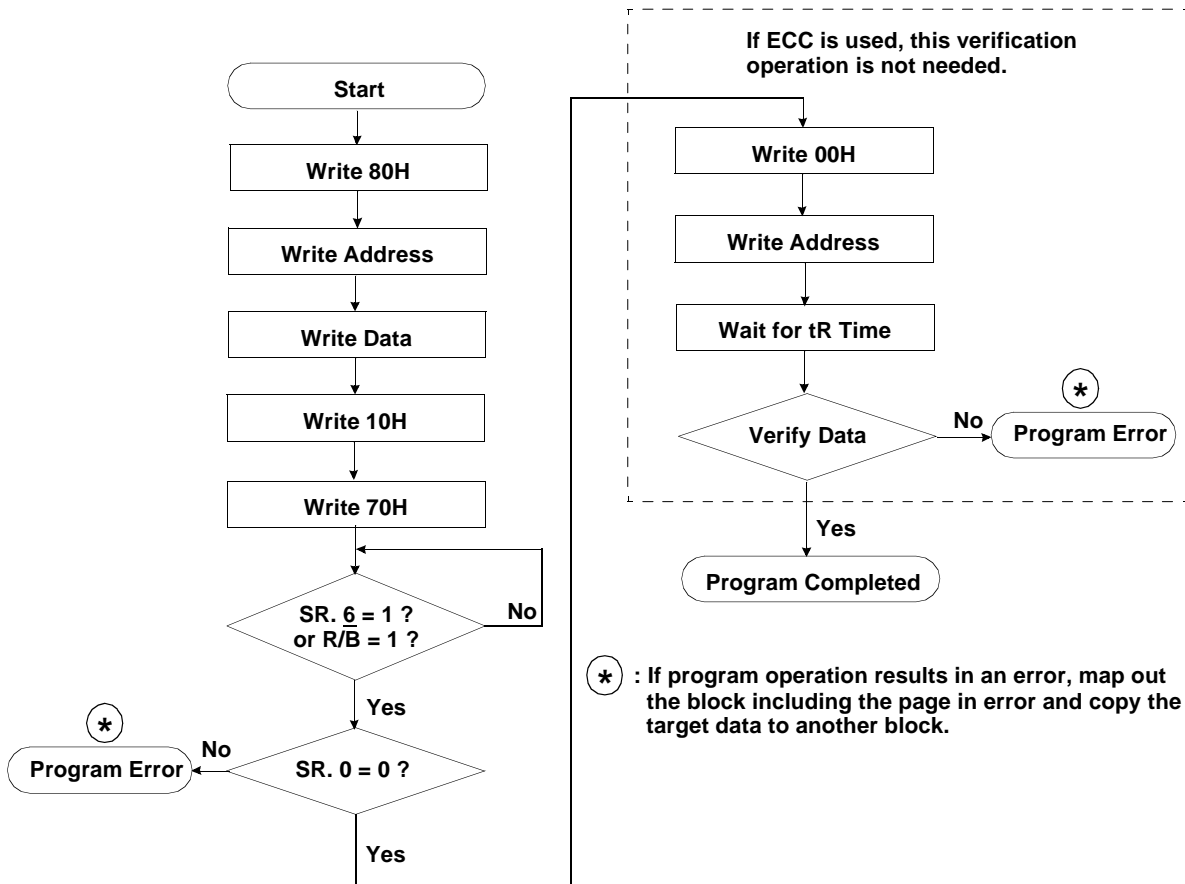 Start
Write 80H
Write Address
Write Data
Write 10H
Write 70H
SR. 6 = 1 ?
or R/B = 1 ?
No
Yes
*
No
Program Error
SR. 0 = 0 ?
Yes
If ECC is used, this verification
operation is not needed.
Write 00H
Write Address
Wait for tR Time
Verify Data
No
*
Program Error
Yes
Program Completed
* : If program operation results in an error, map out
the block including the page in error and copy the
target data to another block.